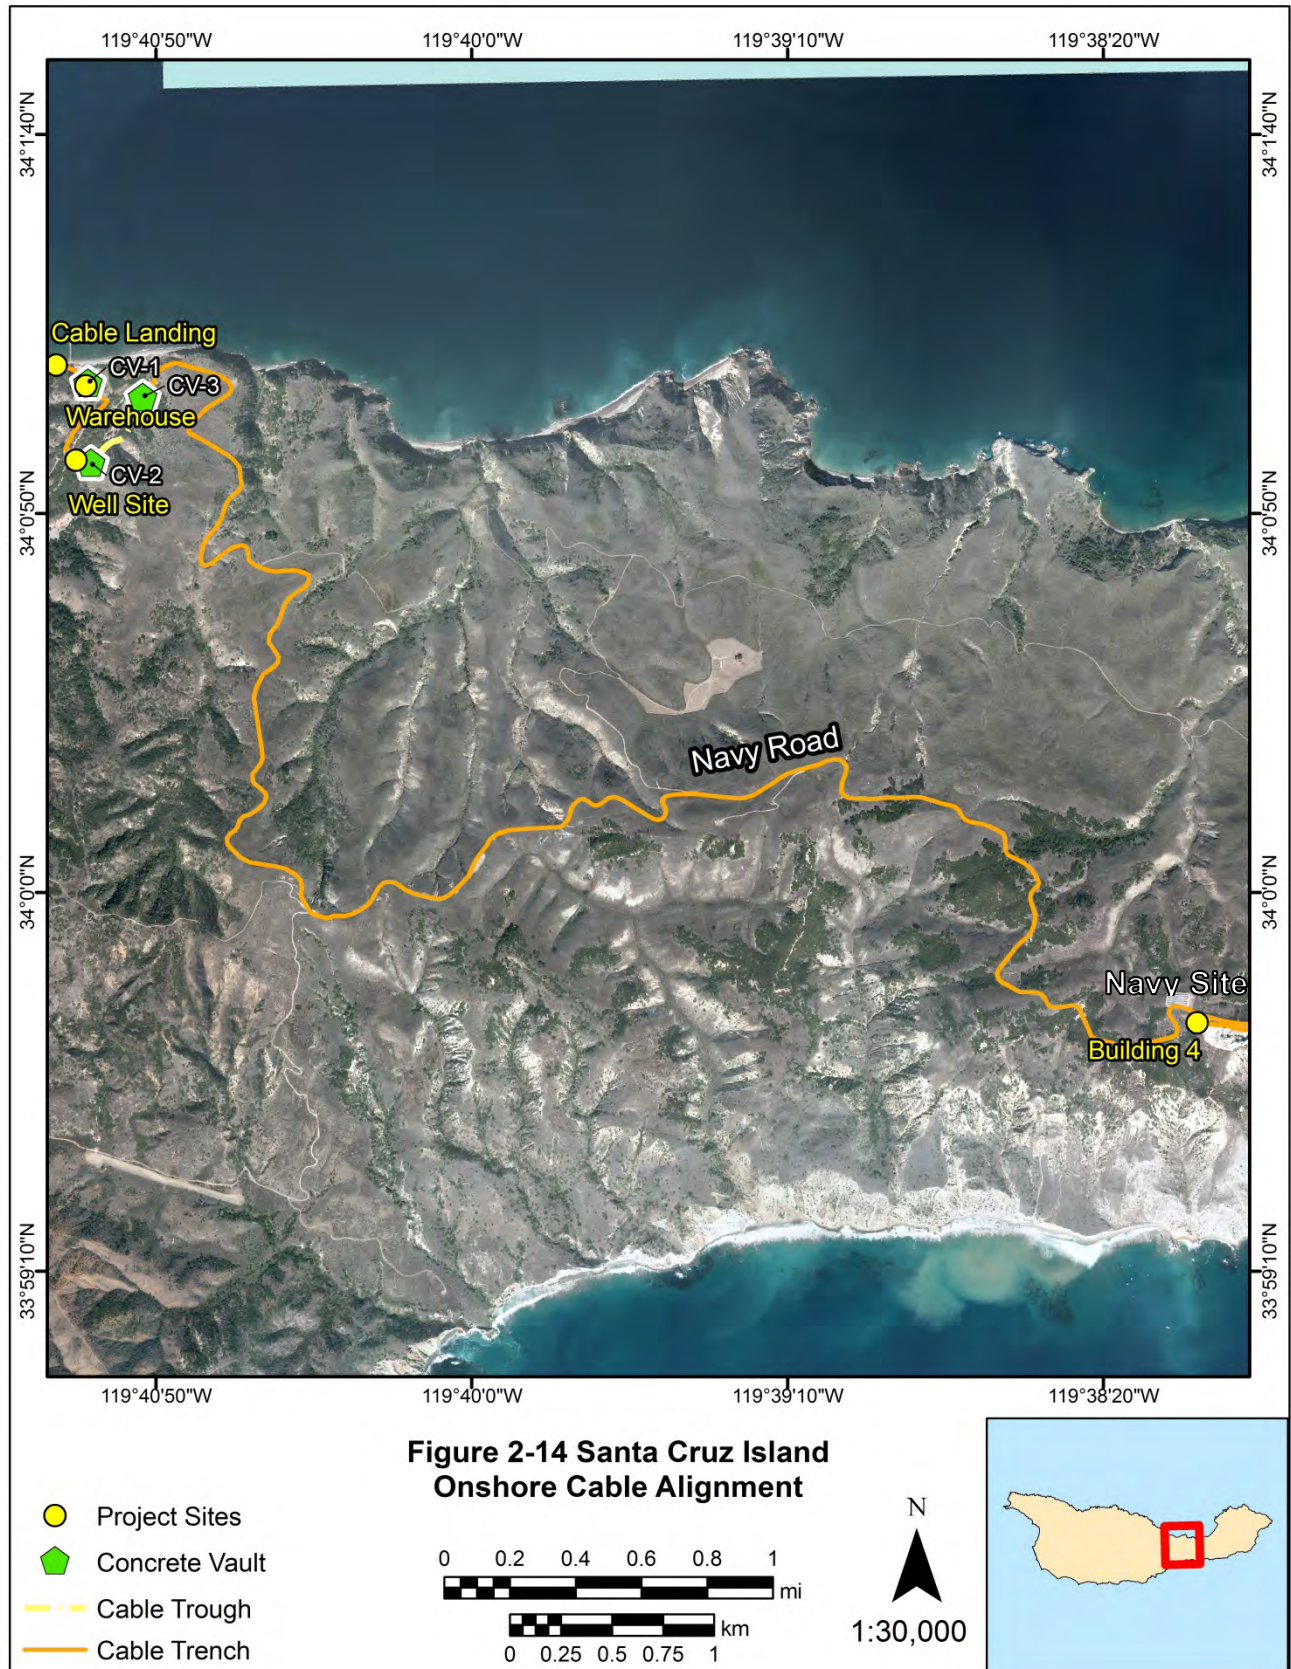 119°40'50"W 119°40'0"W 119°39'10"W 119°38'20"W
34°1'40"N 34°1'40"N
Cable Landing
CV-1
CV-3
Warehouse
CV-2
Well Site
34°0'50"N 34°0'50"N
Navy Road
34°0'0"N 34°0'0"N
Navy Site
Building 4
33°59'10"N 33°59'10"N
119°40'50"W 119°40'0"W 119°39'10"W 119°38'20"W
Figure 2-14 Santa Cruz Island
Onshore Cable Alignment
Project Sites
Concrete Vault
Cable Trough
Cable Trench
0 0.2 0.4 0.6 0.8 1
mi
km
0 0.25 0.5 0.75 1
N
1:30,000